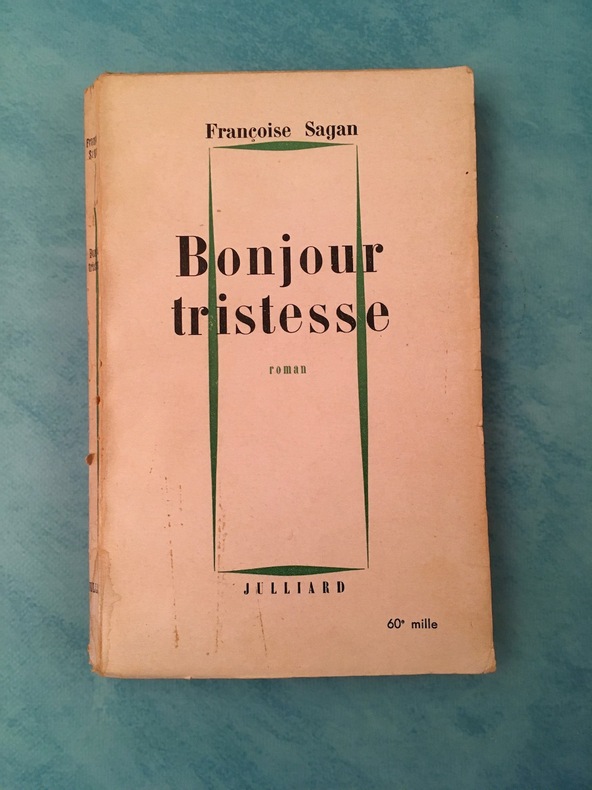 Françoise Sagan
Bonjour
tristesse
roman
JULLIARD
60e mille